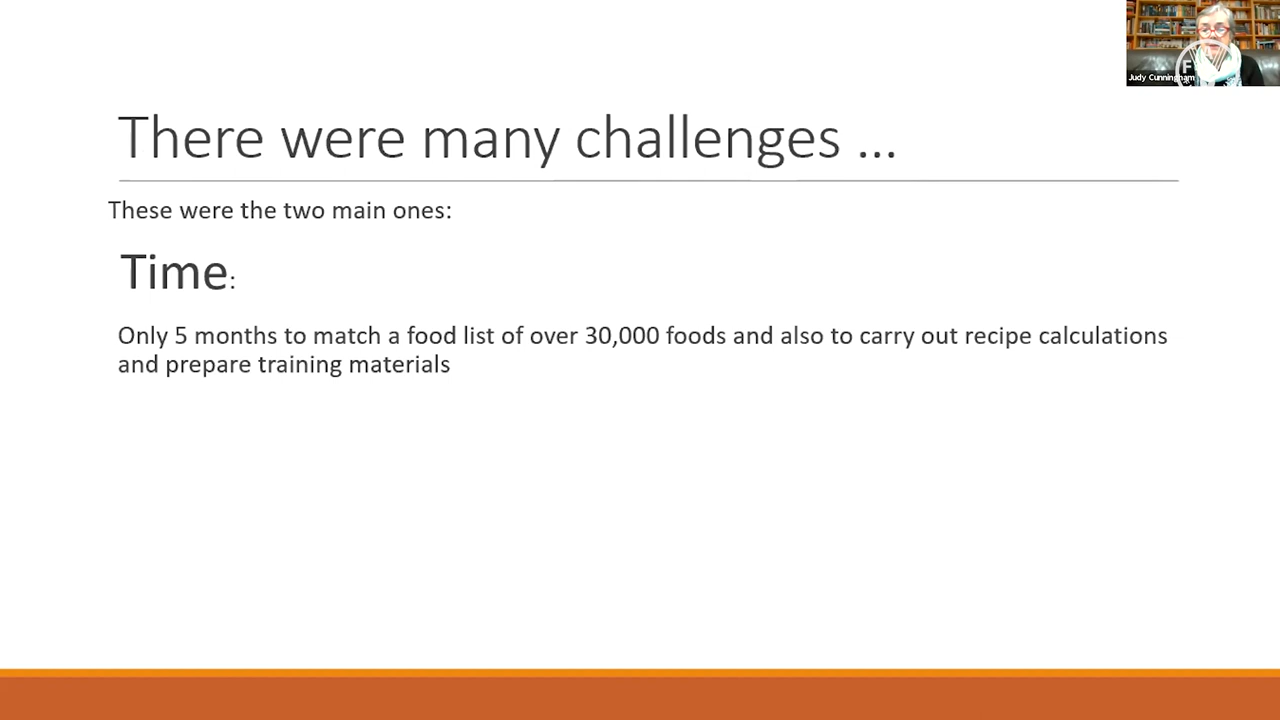 Judy Cunningham
There were many challenges ...
These were the two main ones:
Time:
Only 5 months to match a food list of over 30,000 foods and also to carry out recipe calculations
and prepare training materials